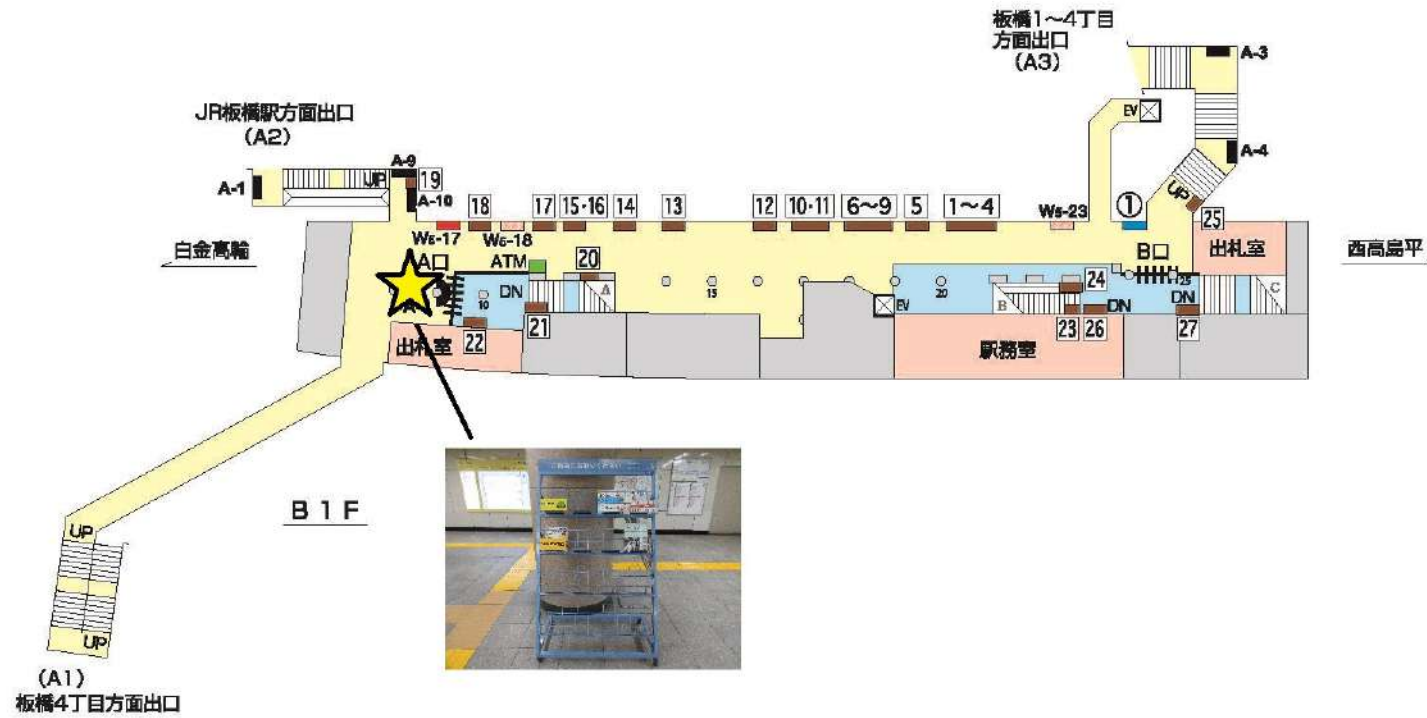 板橋1～4丁目
方面出口
(A3)
A-3
EV
A-4
JR板橋駅方面出口
(A2)
A-9
UP
19
A-1
A-10
UP
25
18
17
15・16
14
13
12
10・11
6～9
5
1～4
W5-23
①
W6-17
W6-18
白金高輪
A口
ATM
20
B口
出札室
西高島平
10
DN
A
15
20
24
25
DN
DN
EV
B
C
22
21
23
26
27
出札室
駅務室
B1F
UP
UP
(A1)
板橋4丁目方面出口